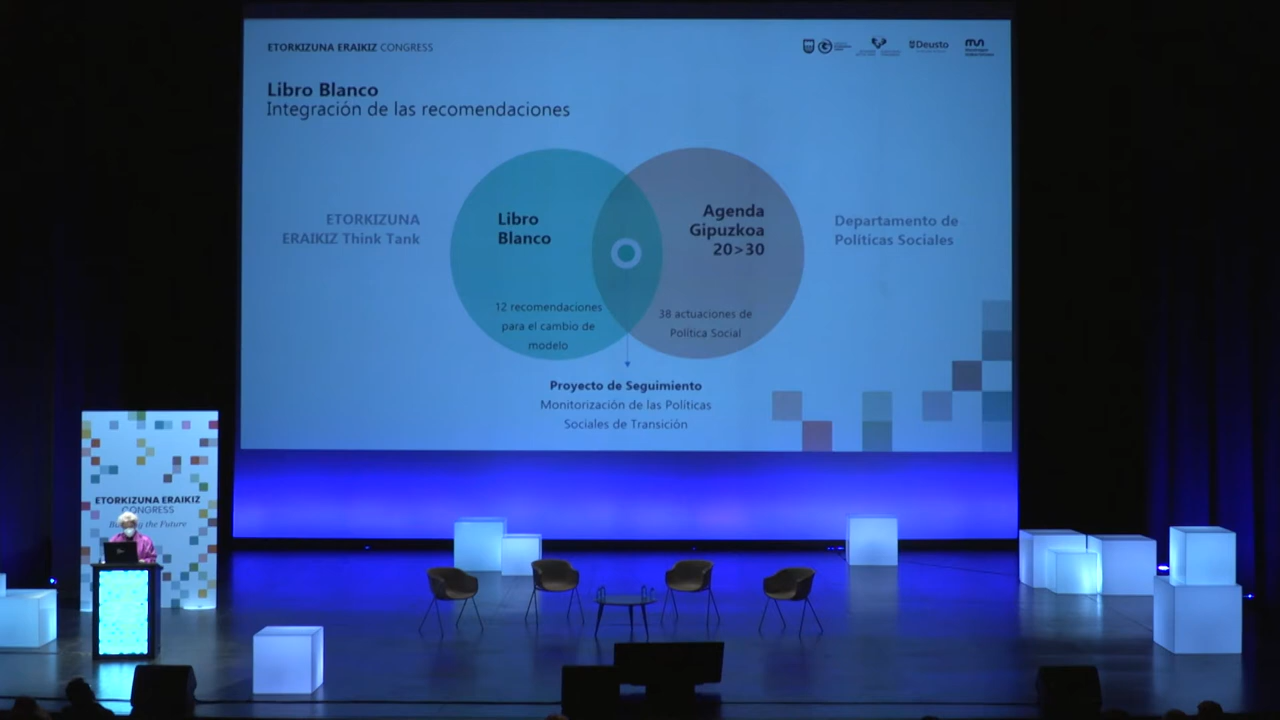 ETORKIZUNA ERAIKIZ CONGRESS
Deusto
Libro Blanco
Integración de las recomendaciones
ETORKIZUNA
ERAIKIZ Think Tank
Libro
Blanco
12 recomendaciones
para el cambio de
modelo
Agenda
Gipuzkoa
20>30
38 actuaciones de
Política Social
Departamento de
Políticas Sociales
Proyecto de Seguimiento
Monitorización de las Políticas
Sociales de Transición
ETORKIZUNA ERAIKIZ
CONGRESS
the Future